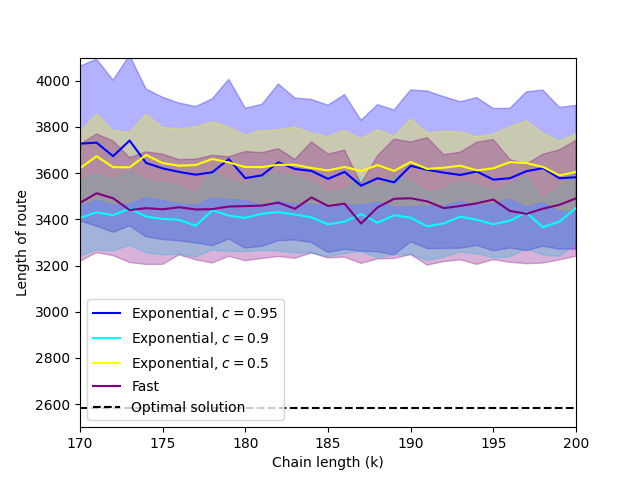 4000
3800
3600
3400
3200
3000
2800
2600
Length of route
Exponential, c = 0.95
Exponential, c = 0.9
Exponential, c = 0.5
Fast
Optimal solution
170 175 180 185 190 195 200
Chain length (k)